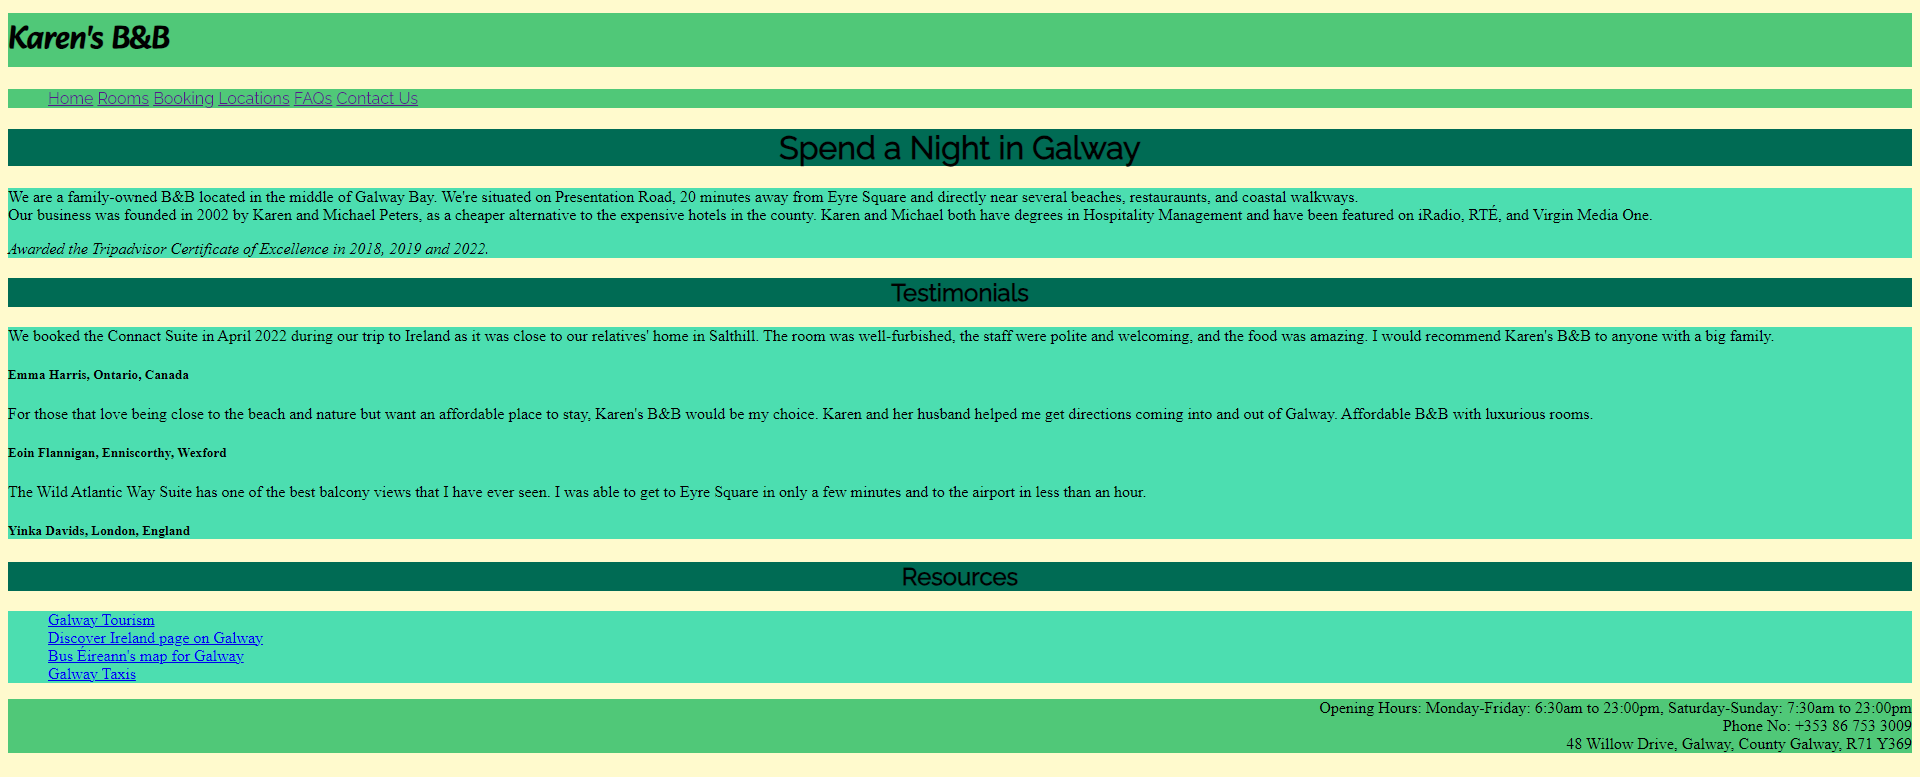 Karen's B&B
Home Rooms Booking Locations FAQs Contact Us
Spend a Night in Galway
We are a family-owned B&B located in the middle of Galway Bay. We're situated on Presentation Road, 20 minutes away from Eyre Square and directly near several beaches, restauraunts, and coastal walkways.
Our business was founded in 2002 by Karen and Michael Peters, as a cheaper alternative to the expensive hotels in the county. Karen and Michael both have degrees in Hospitality Management and have been featured on iRadio, RTÉ, and Virgin Media One.
Awarded the Tripadvisor Certificate of Excellence in 2018, 2019 and 2022.
Testimonials
We booked the Connact Suite in April 2022 during our trip to Ireland as it was close to our relatives' home in Salthill. The room was well-furbished, the staff were polite and welcoming, and the food was amazing. I would recommend Karen's B&B to anyone with a big family.
Emma Harris, Ontario, Canada
For those that love being close to the beach and nature but want an affordable place to stay, Karen's B&B would be my choice. Karen and her husband helped me get directions coming into and out of Galway. Affordable B&B with luxurious rooms.
Eoin Flannigan, Enniscorthy, Wexford
The Wild Atlantic Way Suite has one of the best balcony views that I have ever seen. I was able to get to Eyre Square in only a few minutes and to the airport in less than an hour.
Yinka Davids, London, England
Resources
Galway Tourism
Discover Ireland page on Galway
Bus Éireann's map for Galway
Galway Taxis
Opening Hours: Monday-Friday: 6:30am to 23:00pm, Saturday-Sunday: 7:30am to 23:00pm
Phone No: +353 86 753 3009
48 Willow Drive, Galway, County Galway, R71 Y369